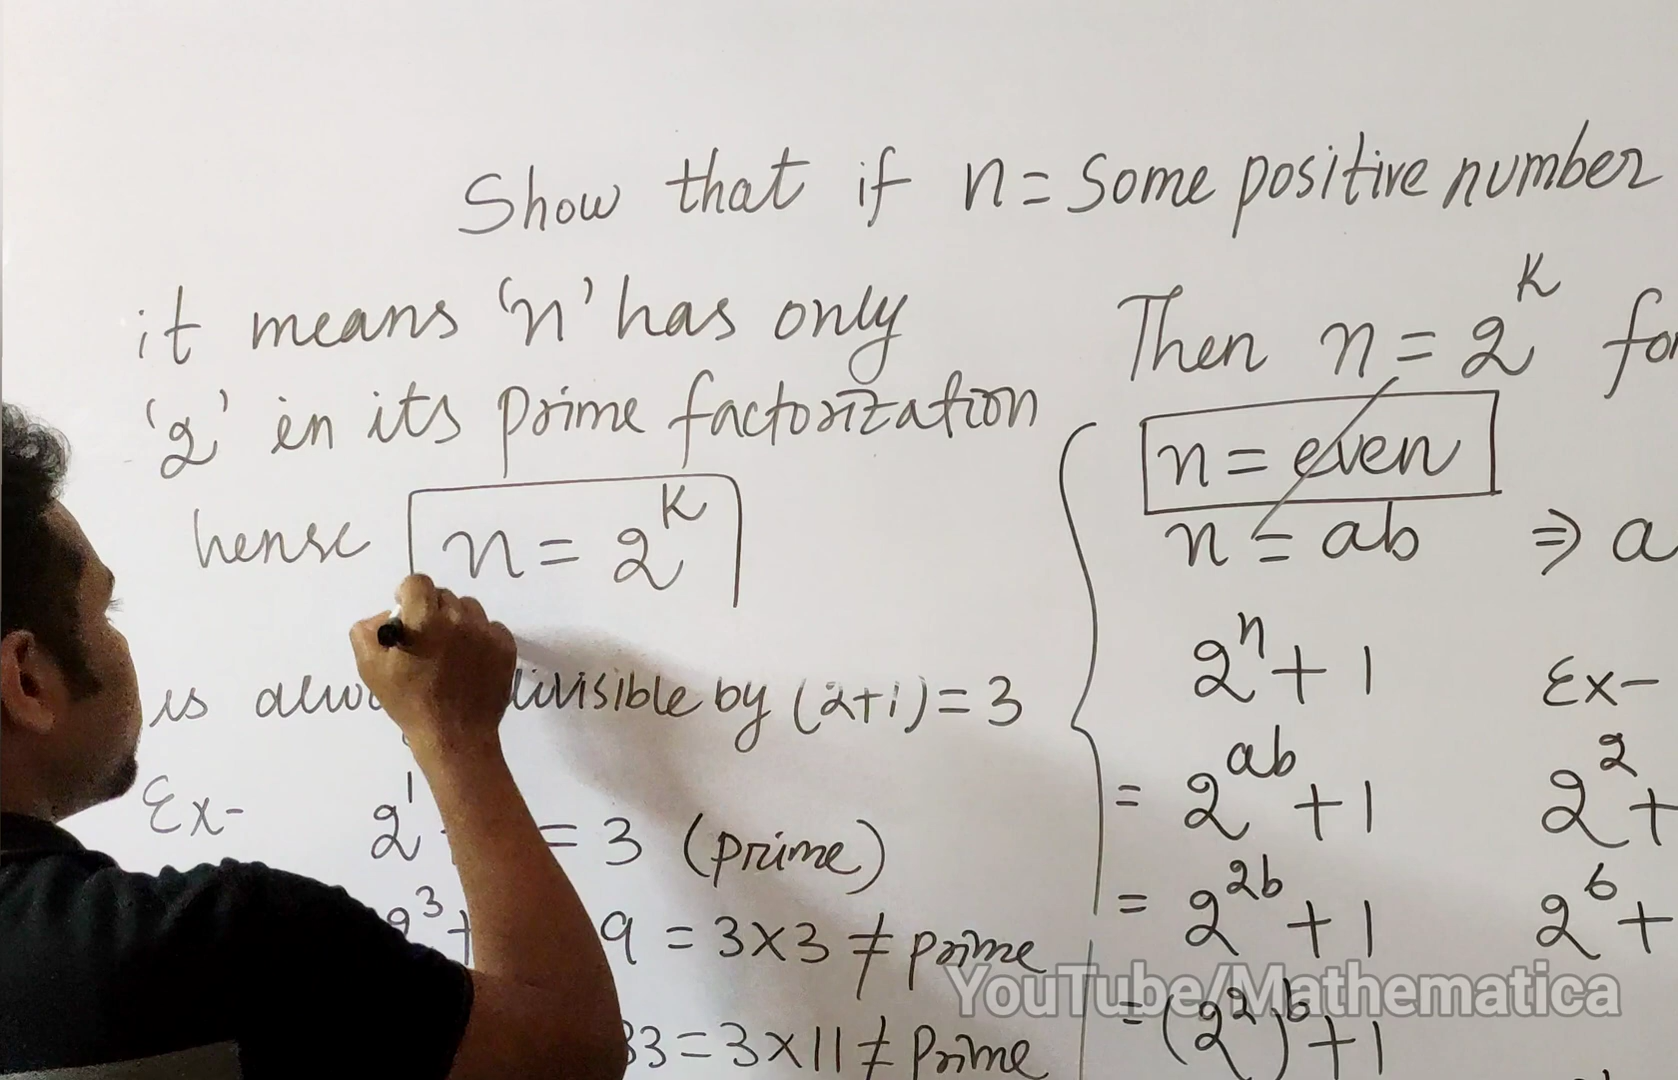 Show that if n = Some positive number
it means 'n' has only
'2' in its prime factorization
hense n = 2^k
is divisible by (2+1) = 3
Ex- 2^1 = 3 (prime)
2^3 + 9 = 3×3 ≠ prime
33 = 3×11 ≠ Prime
Then n = 2^k for
n = even
n = ab ⇒ a
2^n + 1 Ex-
= 2^ab + 1 2^2 +
= 2^2b + 1 2^6 +
= (2^2)^b + 1
YouTube/Mathematica